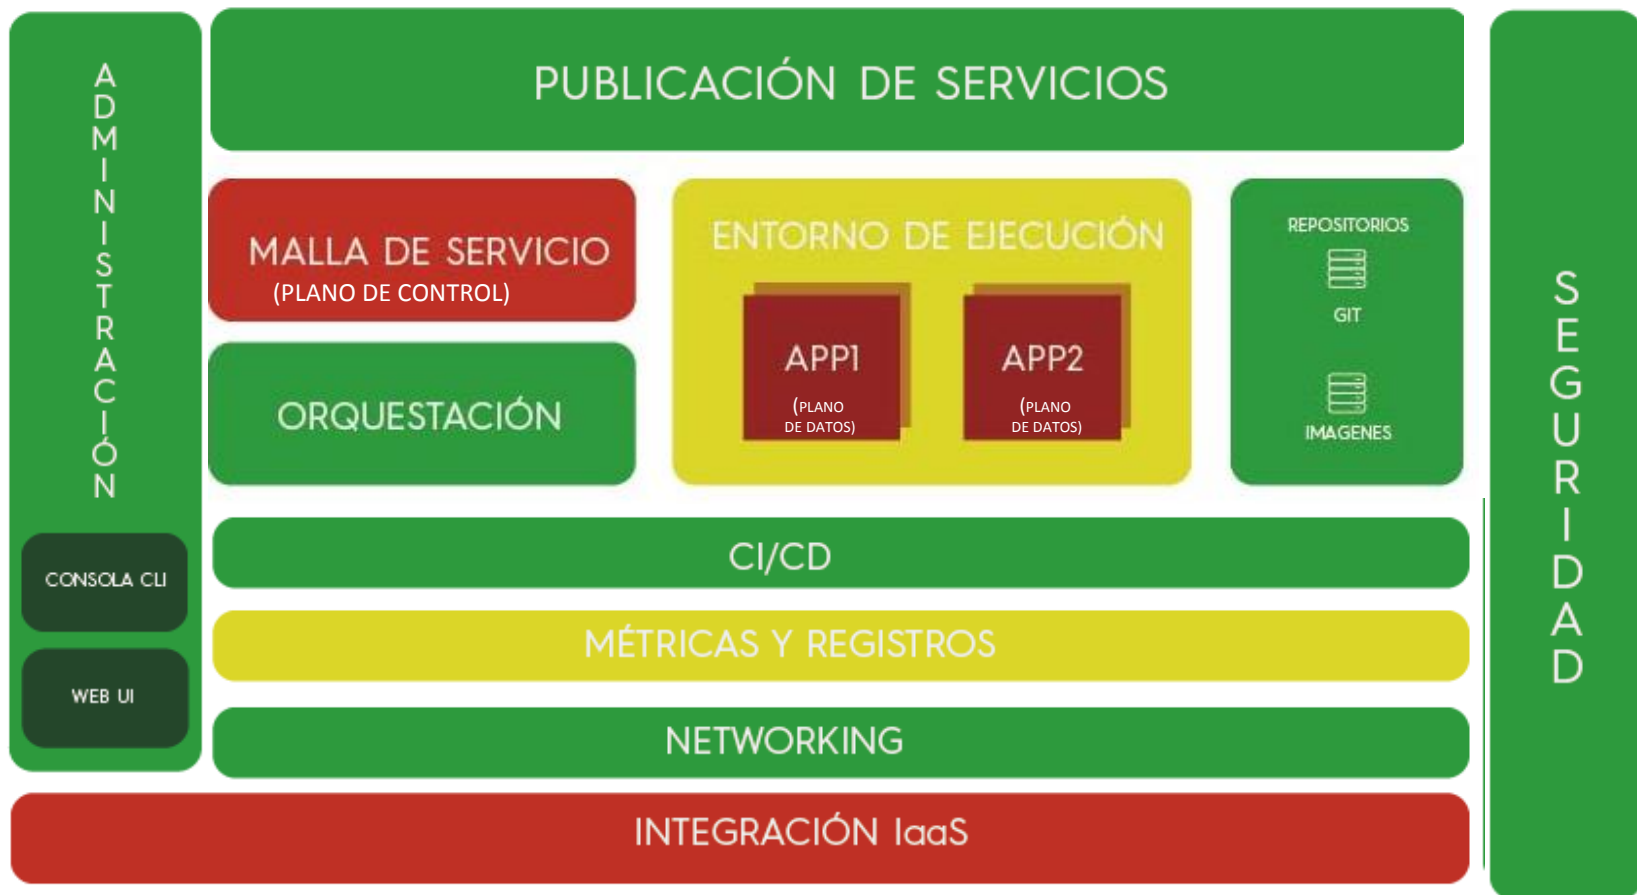 ADMINISTRACIÓN
CONSOLA CLI
WEB UI
PUBLICACIÓN DE SERVICIOS
MALLA DE SERVICIO
(PLANO DE CONTROL)
ORQUESTACIÓN
ENTORNO DE EJECUCIÓN
APP1
(PLANO
DE DATOS)
APP2
(PLANO
DE DATOS)
REPOSITORIOS
GIT
IMAGENES
CI/CD
MÉTRICAS Y REGISTROS
NETWORKING
INTEGRACIÓN IaaS
SEGURIDAD